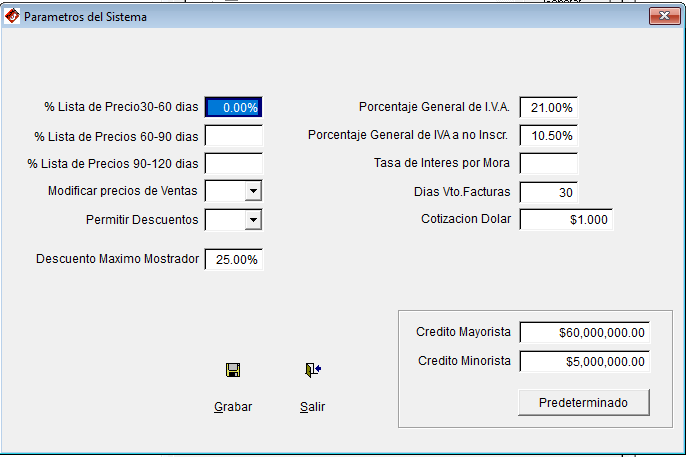 Parametros del Sistema
% Lista de Precio30-60 dias 0.00%
% Lista de Precios 60-90 dias
% Lista de Precios 90-120 dias
Modificar precios de Ventas
Permitir Descuentos
Descuento Maximo Mostrador 25.00%
Porcentaje General de I.V.A. 21.00%
Porcentaje General de IVA a no Inscr. 10.50%
Tasa de Interes por Mora
Dias Vto.Facturas 30
Cotizacion Dolar $1.000
Credito Mayorista $60,000,000.00
Credito Minorista $5,000,000.00
Predeterminado
Grabar
Salir